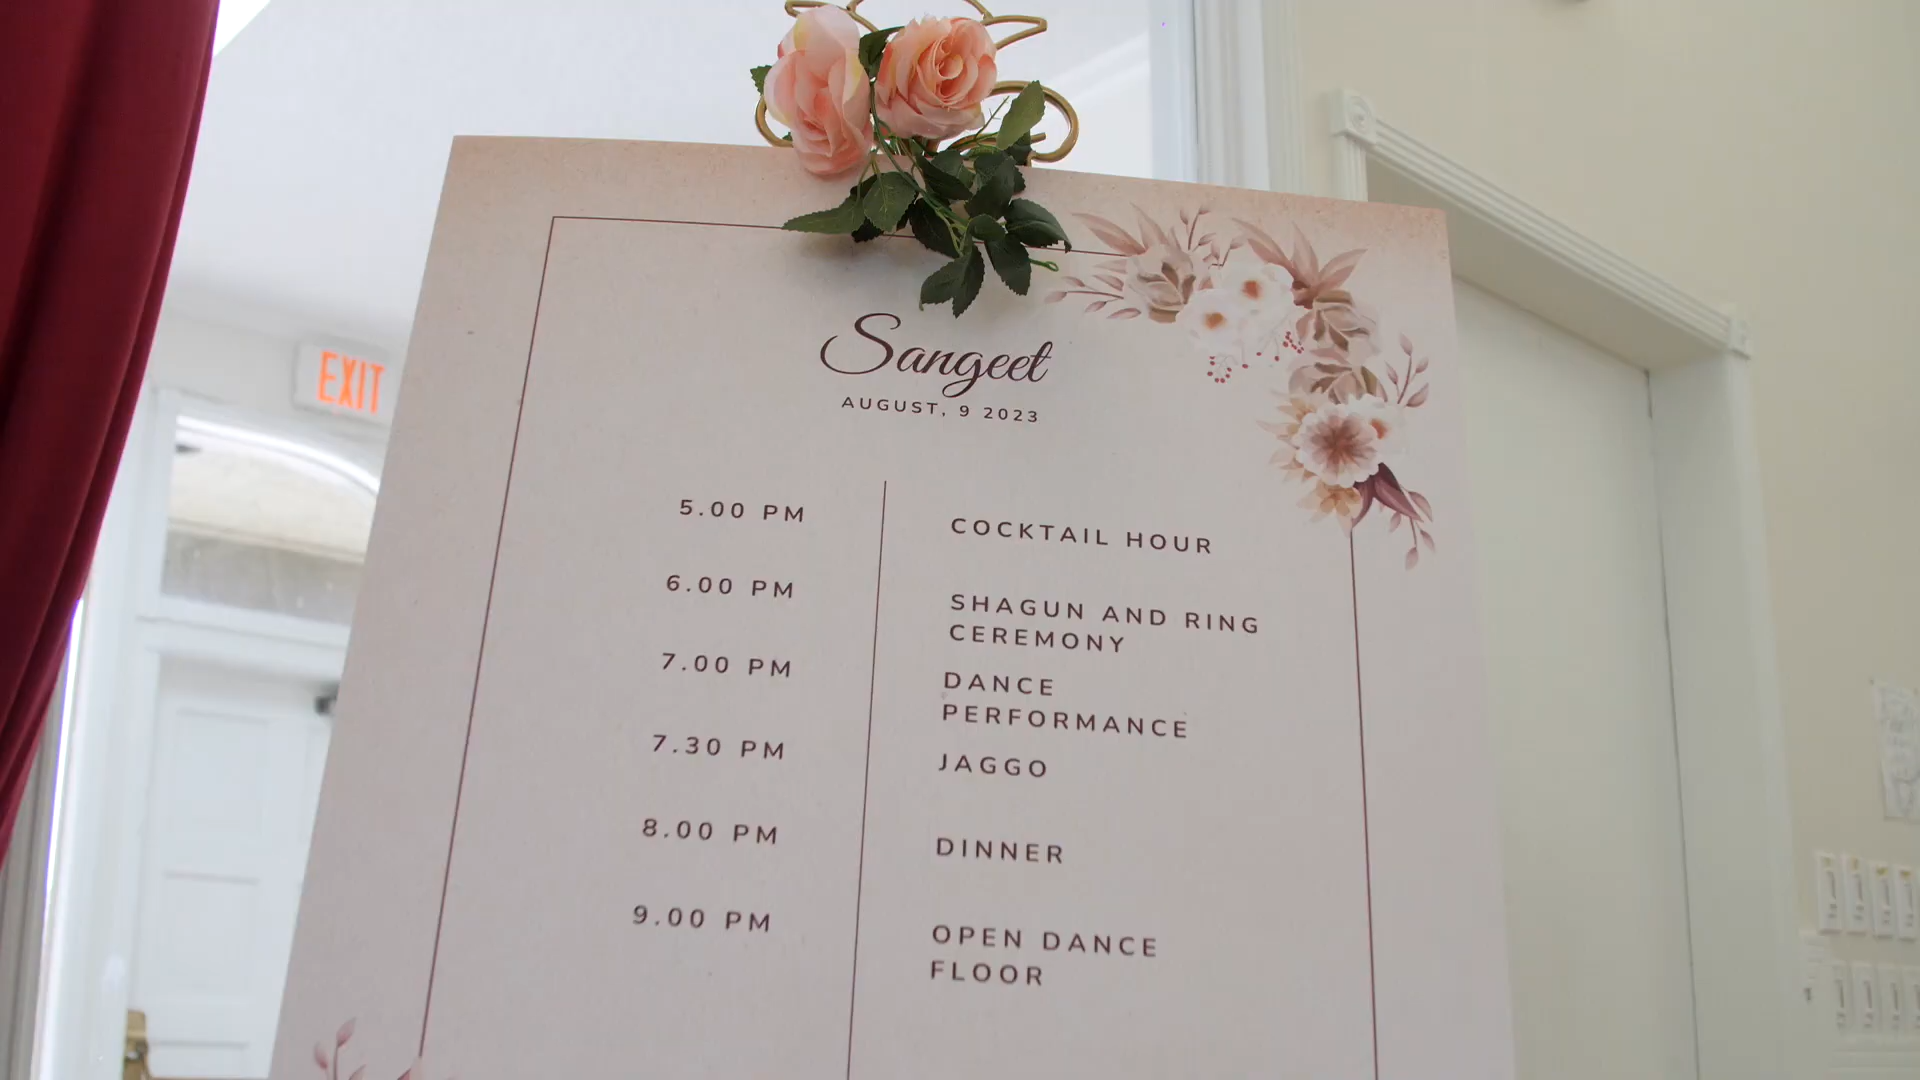 EXIT
Sangeet
AUGUST, 9 2023
5.00 PM
COCKTAIL HOUR
6.00 PM
SHAGUN AND RING
CEREMONY
7.00 PM
DANCE
PERFORMANCE
7.30 PM
JAGGO
8.00 PM
DINNER
9.00 PM
OPEN DANCE
FLOOR